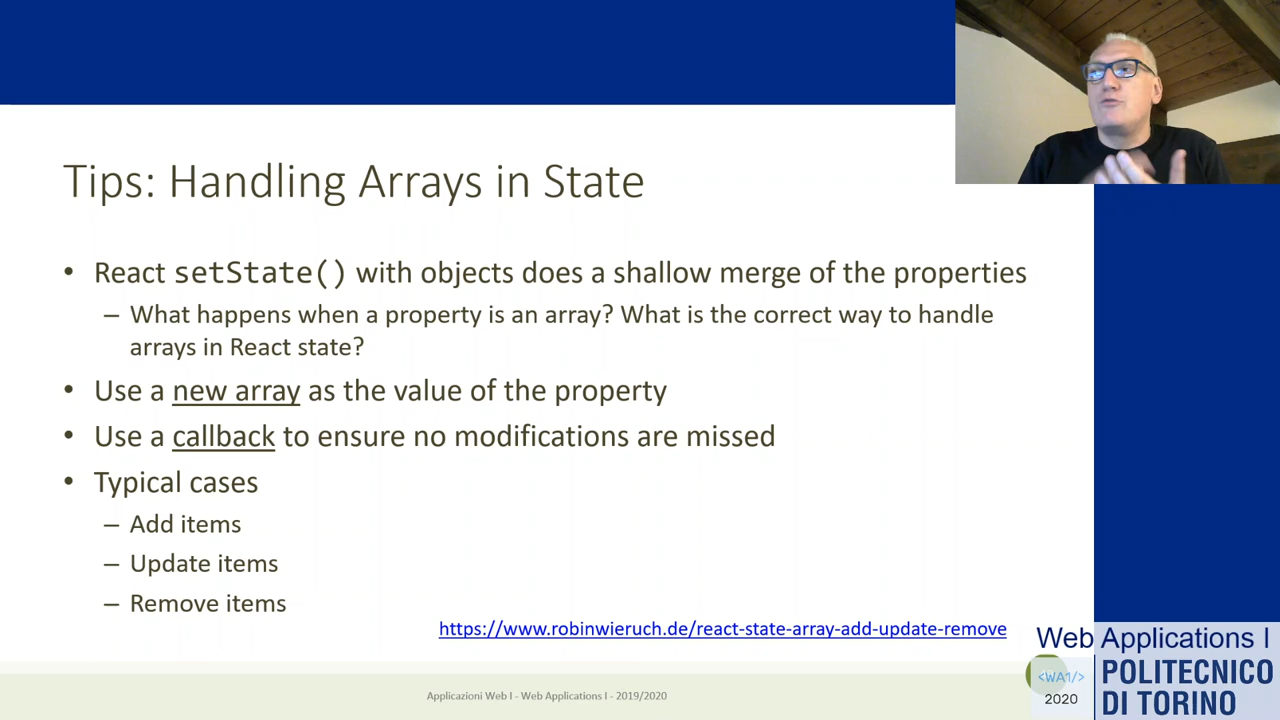 Tips: Handling Arrays in State
• React setState() with objects does a shallow merge of the properties
– What happens when a property is an array? What is the correct way to handle
arrays in React state?
• Use a new array as the value of the property
• Use a callback to ensure no modifications are missed
• Typical cases
– Add items
– Update items
– Remove items
https://www.robinwieruch.de/react-state-array-add-update-remove
Applicazioni Web I - Web Applications I - 2019/2020
Web Applications I
<WA1/>
2020
POLITECNICO
DI TORINO